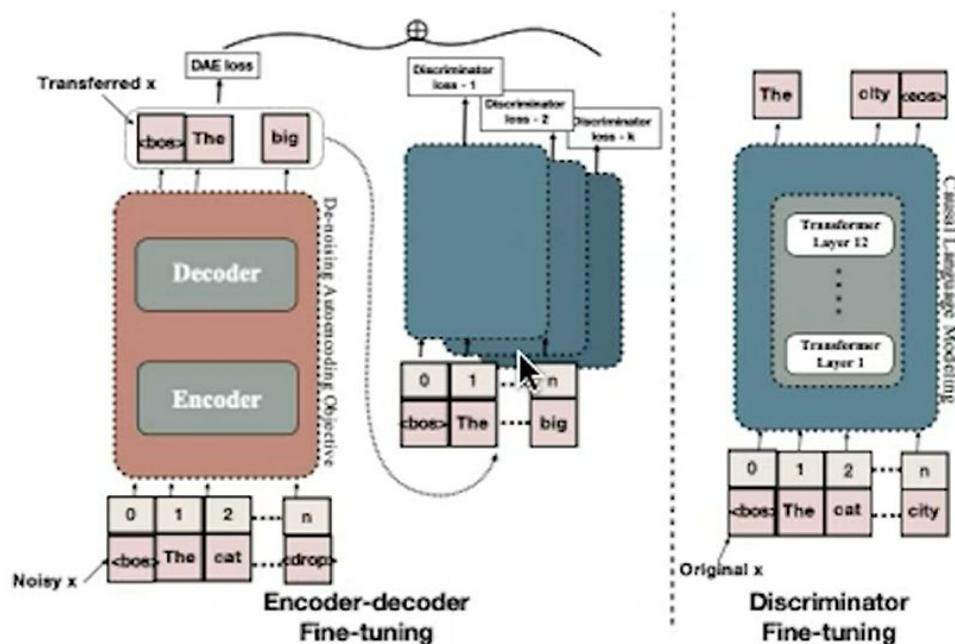 ⊕
DAE loss
Transferred x
<bos> The big
Discriminator
loss - 1
Discriminator
loss - 2
Discriminator
loss - k
De-noising Autoencoding Objective
Decoder
Encoder
0 1 n
<bos> The big
0 1 2 n
<bos> The cat <drop>
Noisy x
Encoder-decoder
Fine-tuning
The city <eos>
Causal Language Modeling
Transformer
Layer 12
Transformer
Layer 1
0 1 2 n
<bos> The cat city
Original x
Discriminator
Fine-tuning